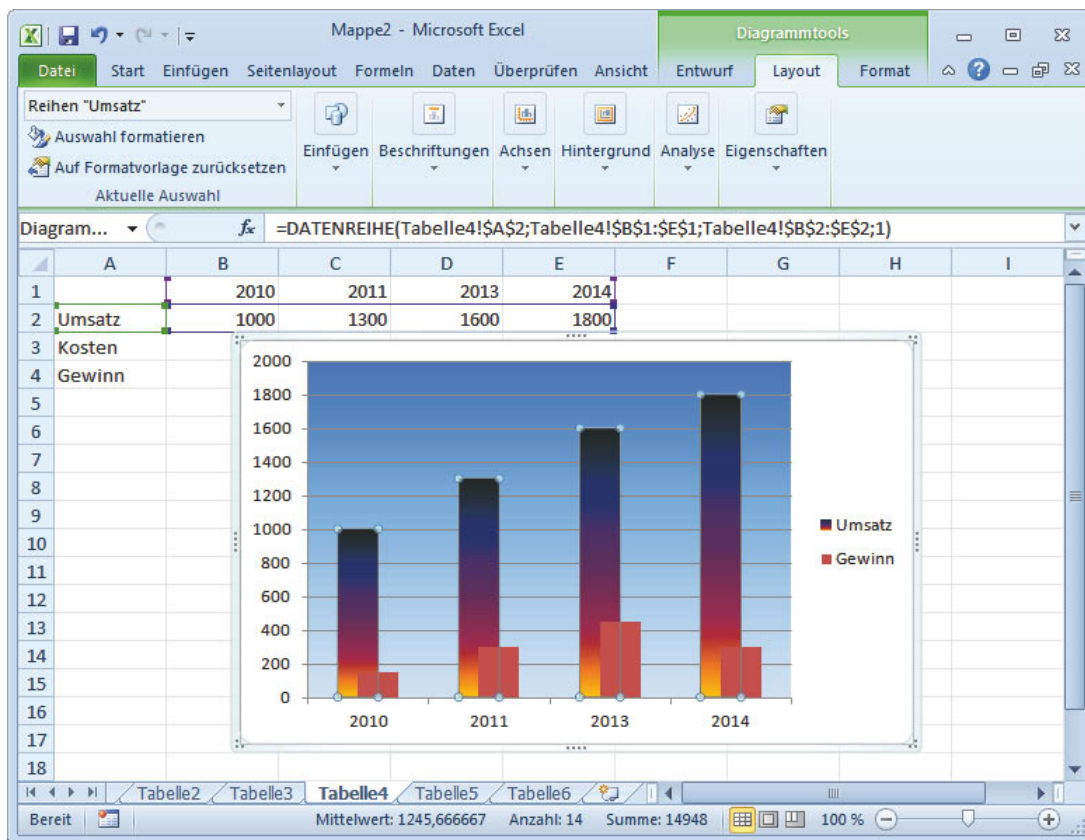 Mappe2 - Microsoft Excel
Diagrammtools
Datei Start Einfügen Seitenlayout Formeln Daten Überprüfen Ansicht Entwurf Layout Format
Reihen "Umsatz"
Auswahl formatieren
Auf Formatvorlage zurücksetzen
Aktuelle Auswahl
Einfügen Beschriftungen Achsen Hintergrund Analyse Eigenschaften
Diagram... fx =DATENREIHE(Tabelle4!$A$2;Tabelle4!$B$1:$E$1;Tabelle4!$B$2:$E$2;1)
A B C D E F G H I
1 2010 2011 2013 2014
2 Umsatz 1000 1300 1600 1800
3 Kosten
4 Gewinn
5
6
7
8
9
10
11
12
13
14
15
16
17
18
2000
1800
1600
1400
1200
1000
800
600
400
200
0
2010 2011 2013 2014
Umsatz
Gewinn
Tabelle2 Tabelle3 Tabelle4 Tabelle5 Tabelle6
Bereit Mittelwert: 1245,666667 Anzahl: 14 Summe: 14948 100 %